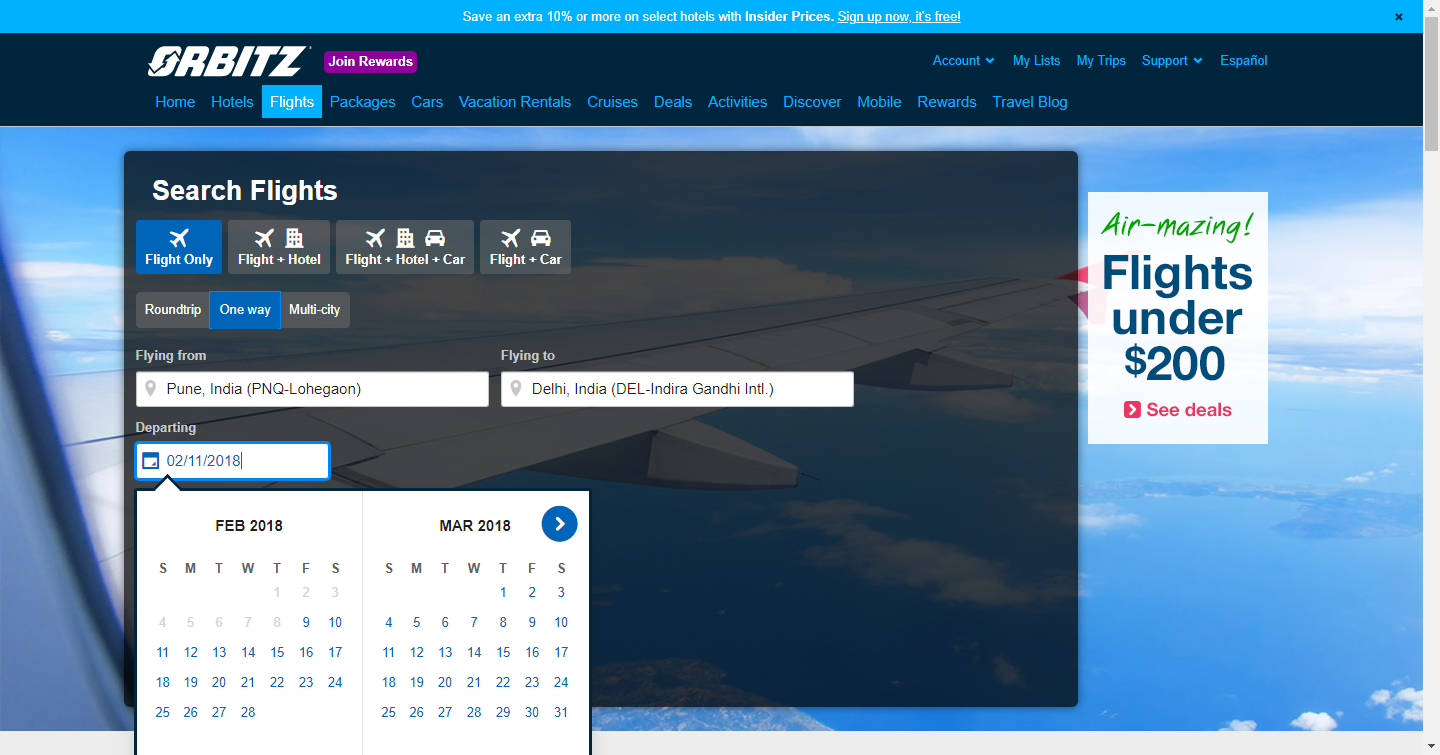 Save an extra 10% or more on select hotels with Insider Prices. Sign up now, it's free! ×
ORBITZ Join Rewards
Account My Lists My Trips Support Español
Home Hotels Flights Packages Cars Vacation Rentals Cruises Deals Activities Discover Mobile Rewards Travel Blog
Search Flights
Flight Only Flight + Hotel Flight + Hotel + Car Flight + Car
Roundtrip One way Multi-city
Flying from Flying to
Pune, India (PNQ-Lohegaon) Delhi, India (DEL-Indira Gandhi Intl.)
Departing
02/11/2018
FEB 2018
S M T W T F S
1 2 3
4 5 6 7 8 9 10
11 12 13 14 15 16 17
18 19 20 21 22 23 24
25 26 27 28
MAR 2018
S M T W T F S
1 2 3
4 5 6 7 8 9 10
11 12 13 14 15 16 17
18 19 20 21 22 23 24
25 26 27 28 29 30 31
Air-mazing!
Flights
under
$200
See deals